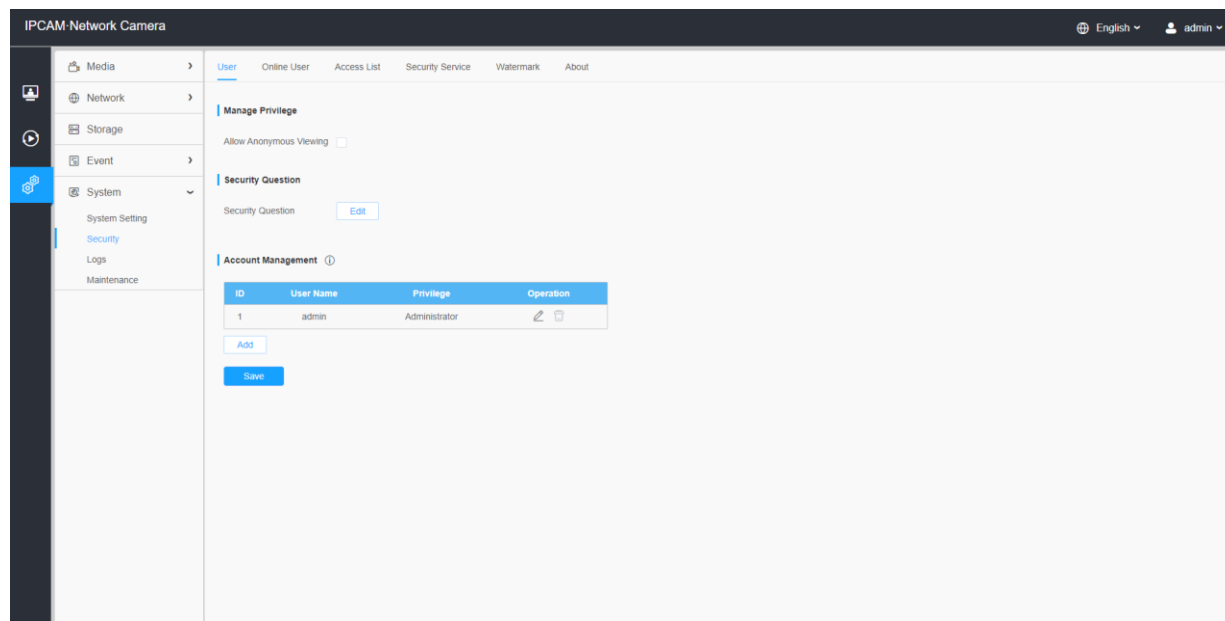 IPCAM-Network Camera
English
admin
Media
Network
Storage
Event
System
System Setting
Security
Logs
Maintenance
User Online User Access List Security Service Watermark About
Manage Privilege
Allow Anonymous Viewing
Security Question
Security Question Edit
Account Management
ID User Name Privilege Operation
1 admin Administrator
Add
Save